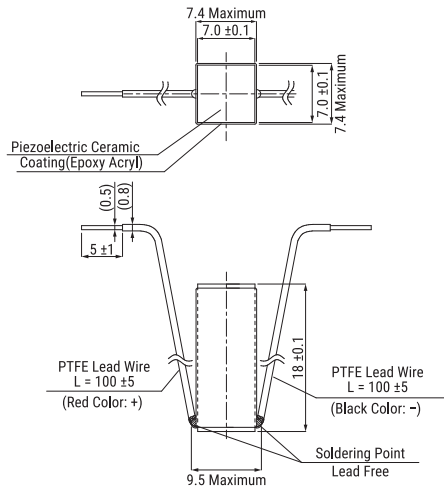 7.4 Maximum
7.0 ±0.1
7.0 ±0.1
7.4 Maximum
Piezoelectric Ceramic
Coating(Epoxy Acryl)
(0.5)
(0.8)
5 ±1
18 ±0.1
PTFE Lead Wire
L = 100 ±5
(Red Color: +)
PTFE Lead Wire
L = 100 ±5
(Black Color: −)
Soldering Point
Lead Free
9.5 Maximum